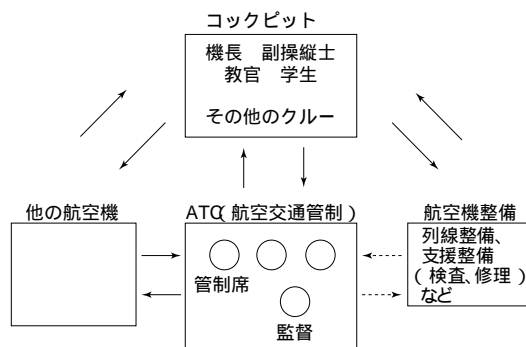 コックピット
機長　副操縦士
教官　学生
その他のクルー
他の航空機
ATC(航空交通管制)
航空機整備
管制席
監督
列線整備、
支援整備
(検査、修理)
など